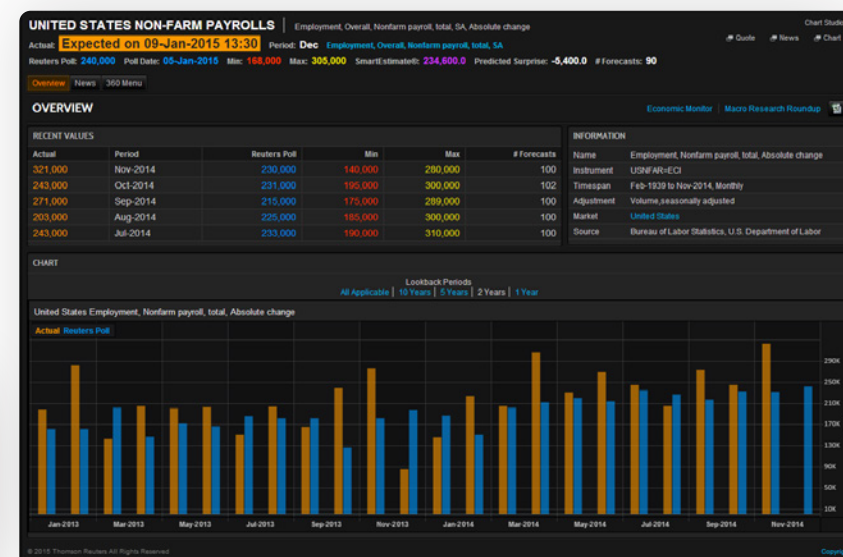 UNITED STATES NON-FARM PAYROLLS | Employment, Overall, Nonfarm payroll, total, SA, Absolute change
Chart Studio
Actual: Expected on 09-Jan-2015 13:30 Period: Dec Employment, Overall, Nonfarm payroll, total, SA
Quote News Chart
Reuters Poll: 240,000 Poll Date: 05-Jan-2015 Min: 168,000 Max: 305,000 SmartEstimate®: 234,600.0 Predicted Surprise: -5,400.0 # Forecasts: 90
Overview News 360 Menu
OVERVIEW
Economic Monitor | Macro Research Roundup
RECENT VALUES
Actual Period Reuters Poll Min Max # Forecasts
321,000 Nov-2014 230,000 140,000 280,000 100
243,000 Oct-2014 231,000 195,000 300,000 102
271,000 Sep-2014 215,000 175,000 289,000 100
203,000 Aug-2014 225,000 185,000 300,000 100
243,000 Jul-2014 233,000 190,000 310,000 100
INFORMATION
Name Employment, Nonfarm payroll, total, Absolute change
Instrument USNFAR=ECI
Timespan Feb-1939 to Nov-2014, Monthly
Adjustment Volume,seasonally adjusted
Market United States
Source Bureau of Labor Statistics, U.S. Department of Labor
CHART
Lookback Periods
All Applicable | 10 Years | 5 Years | 2 Years | 1 Year
United States Employment, Nonfarm payroll, total, Absolute change
Actual Reuters Poll
290K
250K
210K
170K
130K
90K
50K
10K
Jan-2013 Mar-2013 May-2013 Jul-2013 Sep-2013 Nov-2013 Jan-2014 Mar-2014 May-2014 Jul-2014 Sep-2014 Nov-2014
© 2015 Thomson Reuters All Rights Reserved
Copyrig